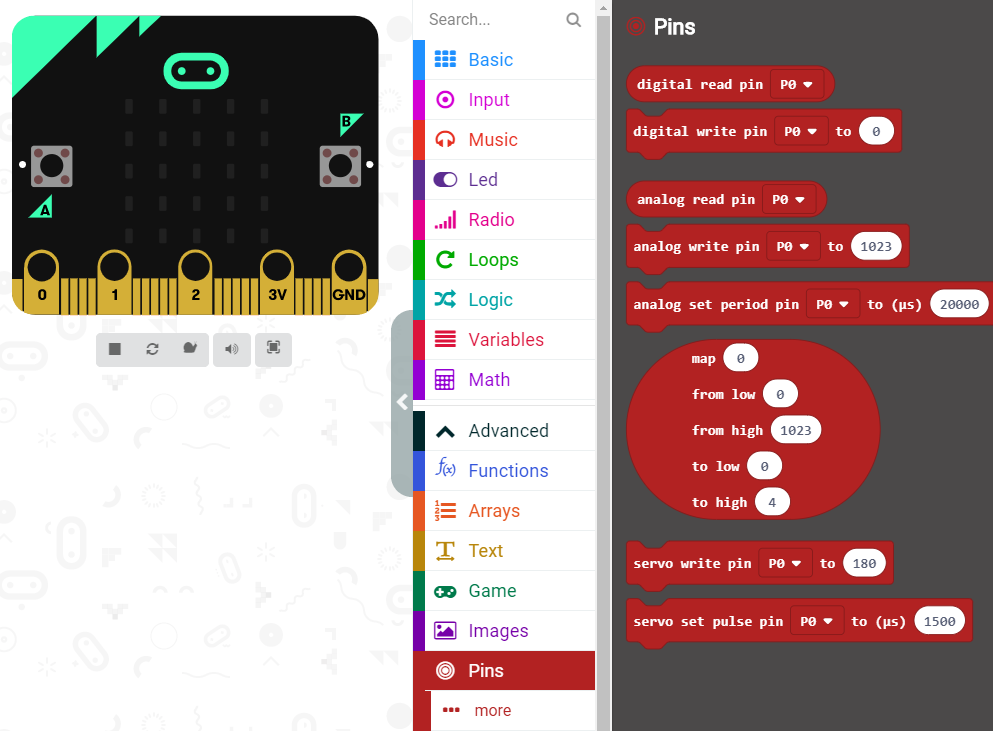 B
A
0 1 2 3V GND
Search...
Basic
Input
Music
Led
Radio
Loops
Logic
Variables
Math
Advanced
f(x) Functions
1 2 3 Arrays
T Text
Game
Images
Pins
more
Pins
digital read pin P0
digital write pin P0 to 0
analog read pin P0
analog write pin P0 to 1023
analog set period pin P0 to (µs) 20000
map 0
from low 0
from high 1023
to low 0
to high 4
servo write pin P0 to 180
servo set pulse pin P0 to (µs) 1500